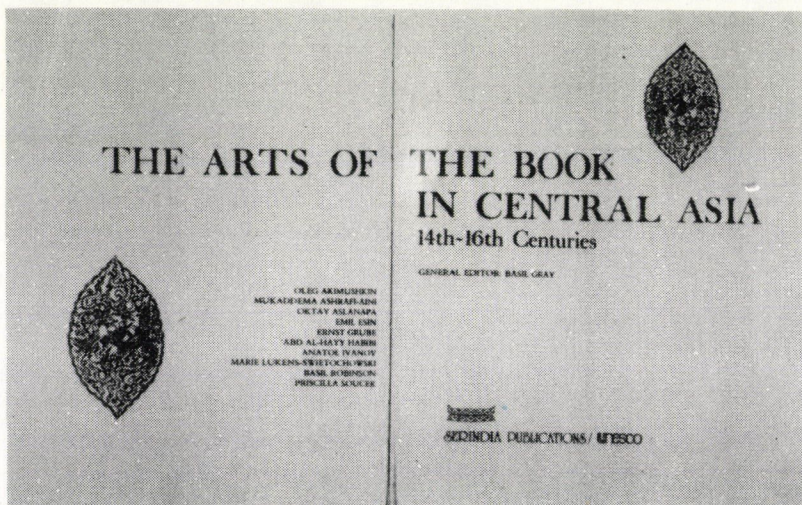 THE ARTS OF THE BOOK
IN CENTRAL ASIA
14th-16th Centuries
GENERAL EDITOR: BASIL GRAY
OLEG AKIMUSHKIN
MUKADDEMA ASHRAFI-AINI
OKTAY ASLANAPA
EMIL ESIN
ERNST GRUBE
ABD AL-HAYY HABIBI
ANATOL IVANOV
MARIE LUKENS-SWIETOCHOWSKI
BASIL ROBINSON
PRISCILLA SOUCEK
SERINDIA PUBLICATIONS / UNESCO